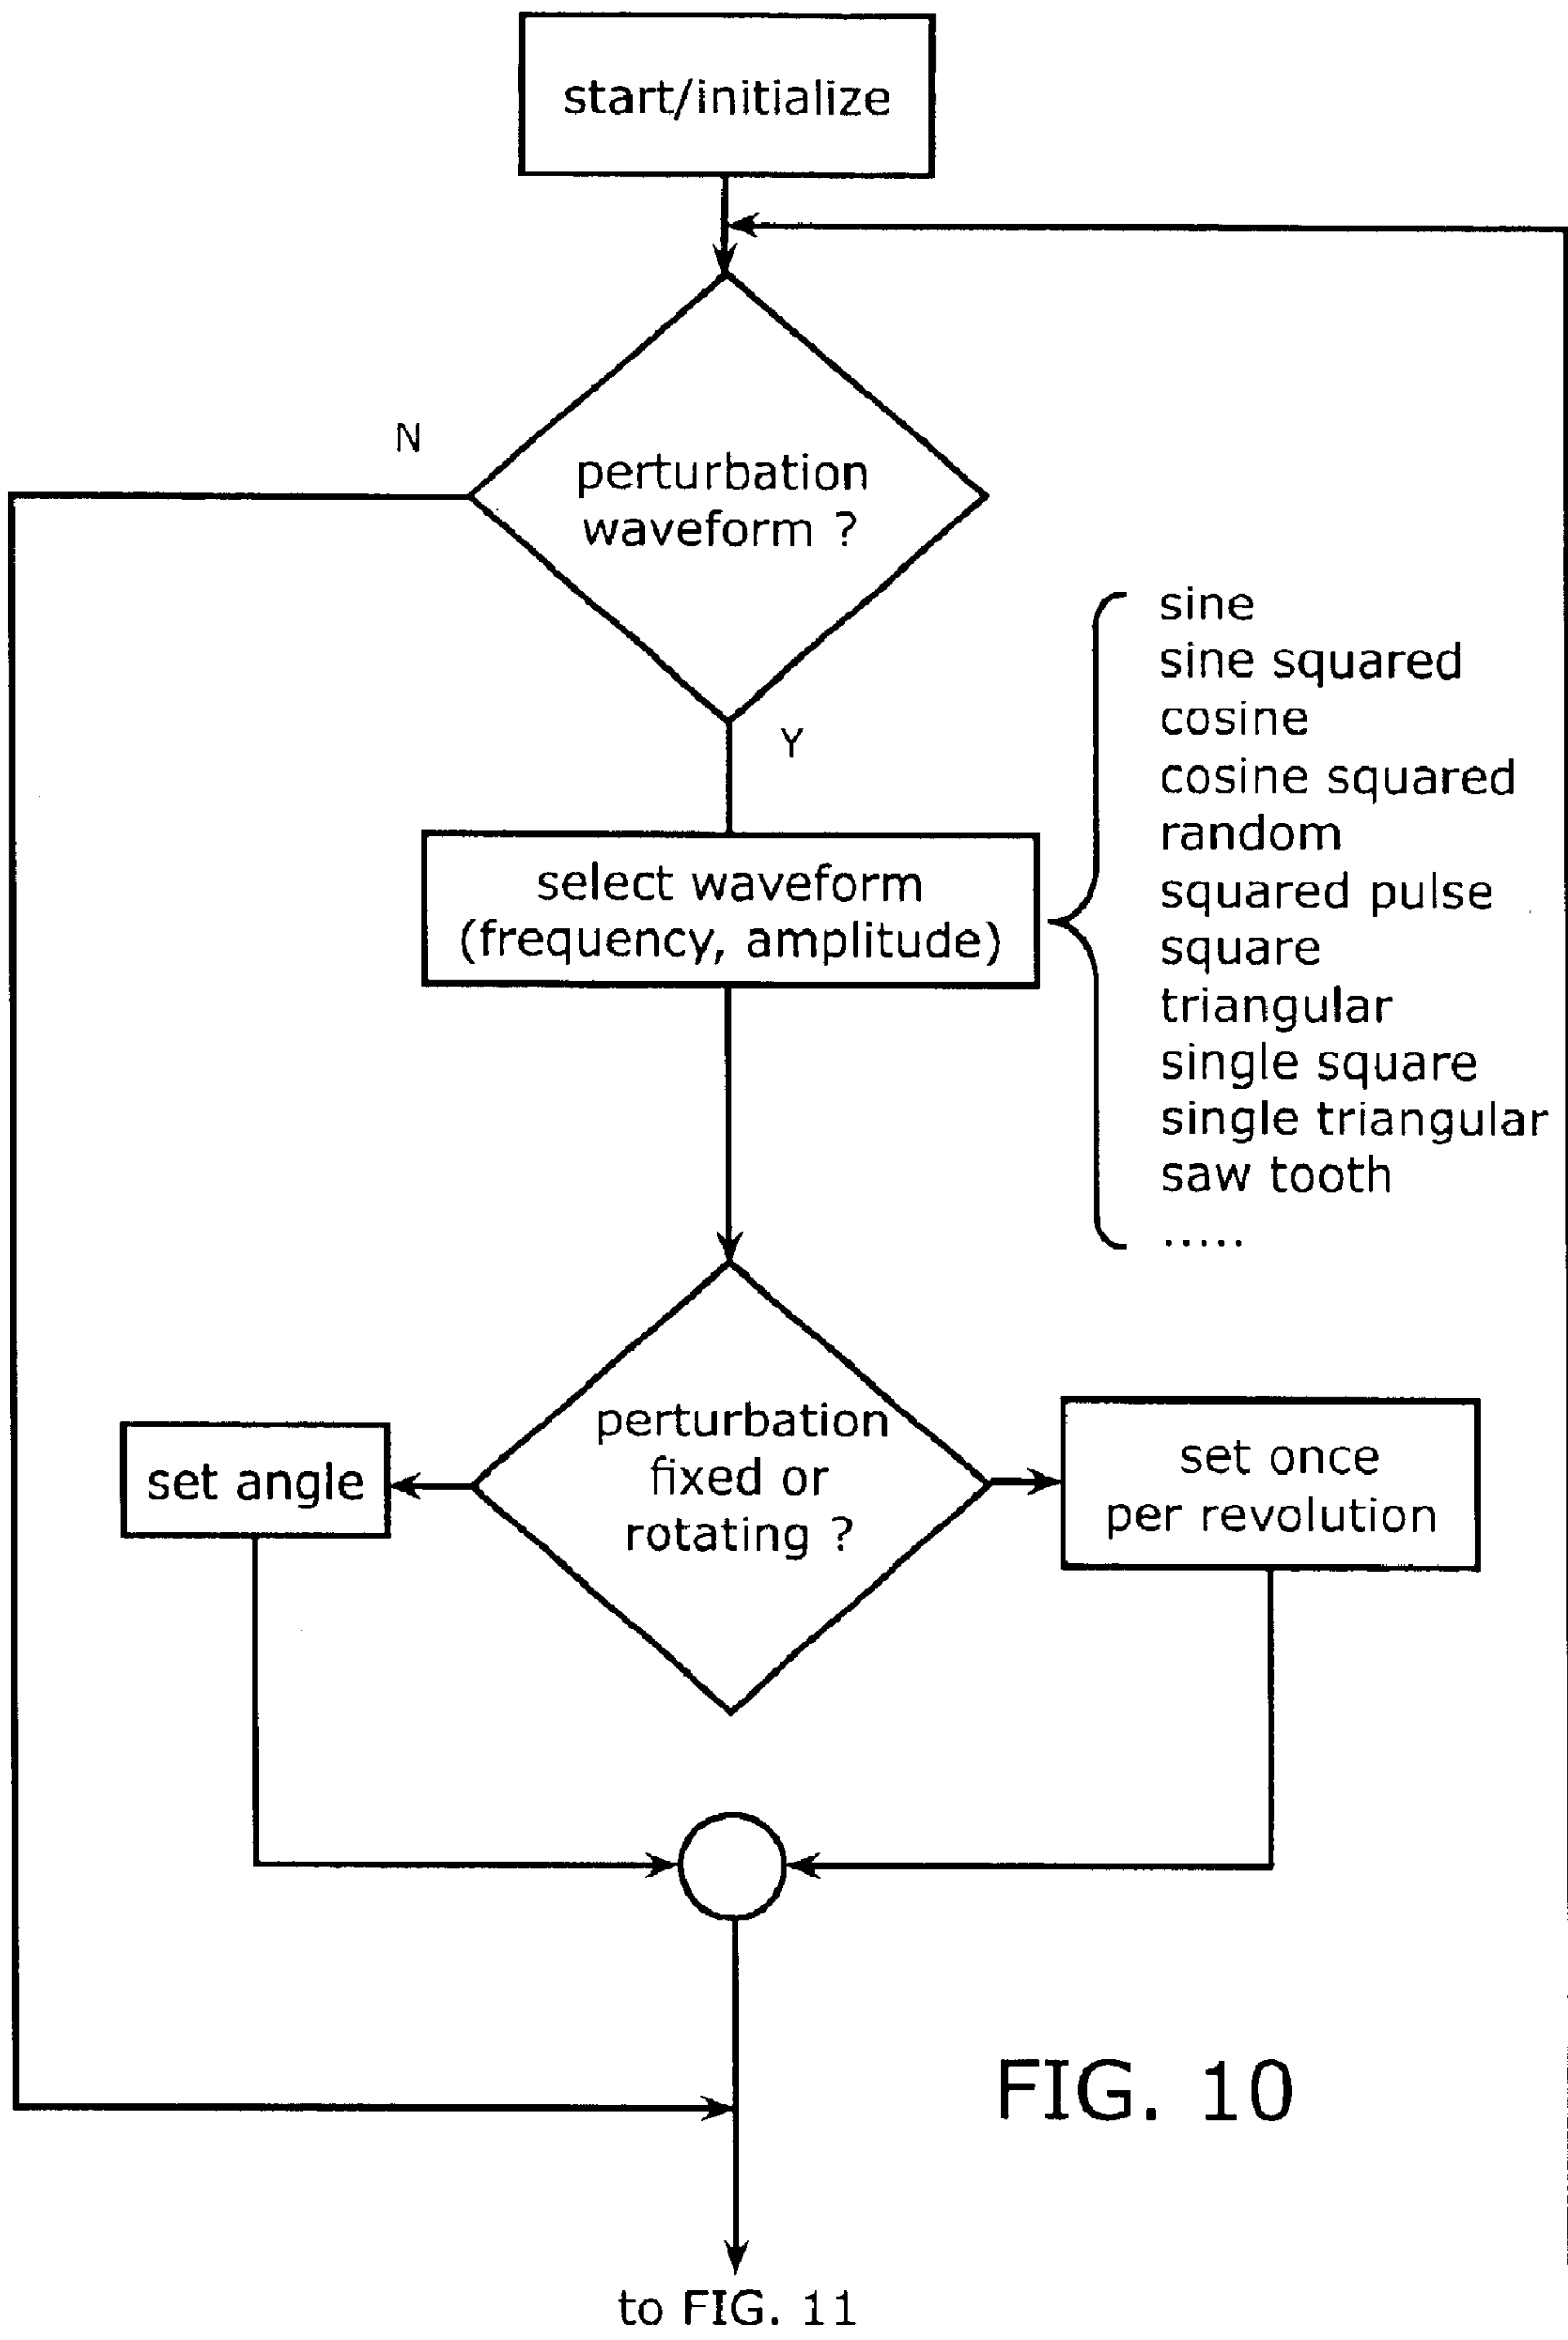 start/initialize
N
perturbation
waveform ?
Y
sine
sine squared
cosine
cosine squared
random
squared pulse
square
triangular
single square
single triangular
saw tooth
.....
select waveform
(frequency, amplitude)
perturbation
fixed or
rotating ?
set angle
set once
per revolution
FIG. 10
to FIG. 11